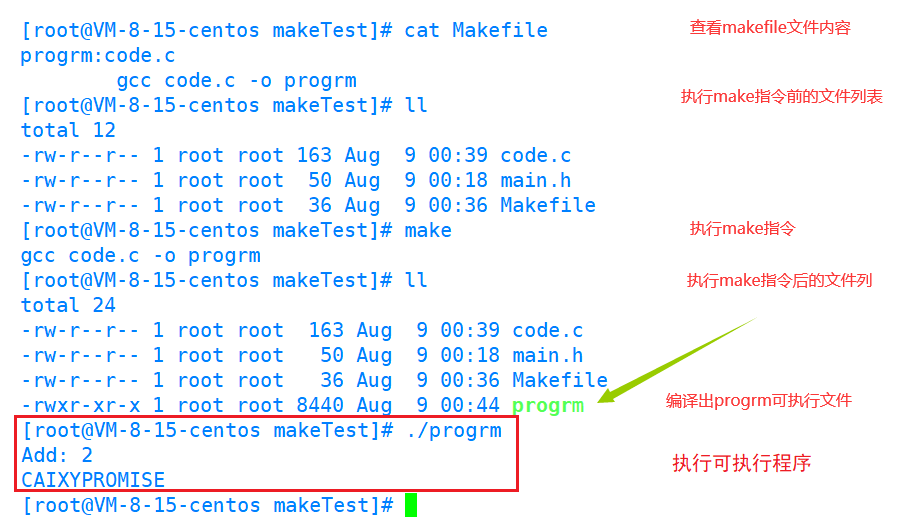 [root@VM-8-15-centos makeTest]# cat Makefile 查看makefile文件内容
progrm:code.c
        gcc code.c -o progrm
[root@VM-8-15-centos makeTest]# ll 执行make指令前的文件列表
total 12
-rw-r--r-- 1 root root 163 Aug  9 00:39 code.c
-rw-r--r-- 1 root root  50 Aug  9 00:18 main.h
-rw-r--r-- 1 root root  36 Aug  9 00:36 Makefile
[root@VM-8-15-centos makeTest]# make 执行make指令
gcc code.c -o progrm
[root@VM-8-15-centos makeTest]# ll 执行make指令后的文件列
total 24
-rw-r--r-- 1 root root  163 Aug  9 00:39 code.c
-rw-r--r-- 1 root root   50 Aug  9 00:18 main.h
-rw-r--r-- 1 root root   36 Aug  9 00:36 Makefile
-rwxr-xr-x 1 root root 8440 Aug  9 00:44 progrm 编译出progrm可执行文件
[root@VM-8-15-centos makeTest]# ./progrm
Add: 2 执行可执行程序
CAIXYPROMISE
[root@VM-8-15-centos makeTest]#